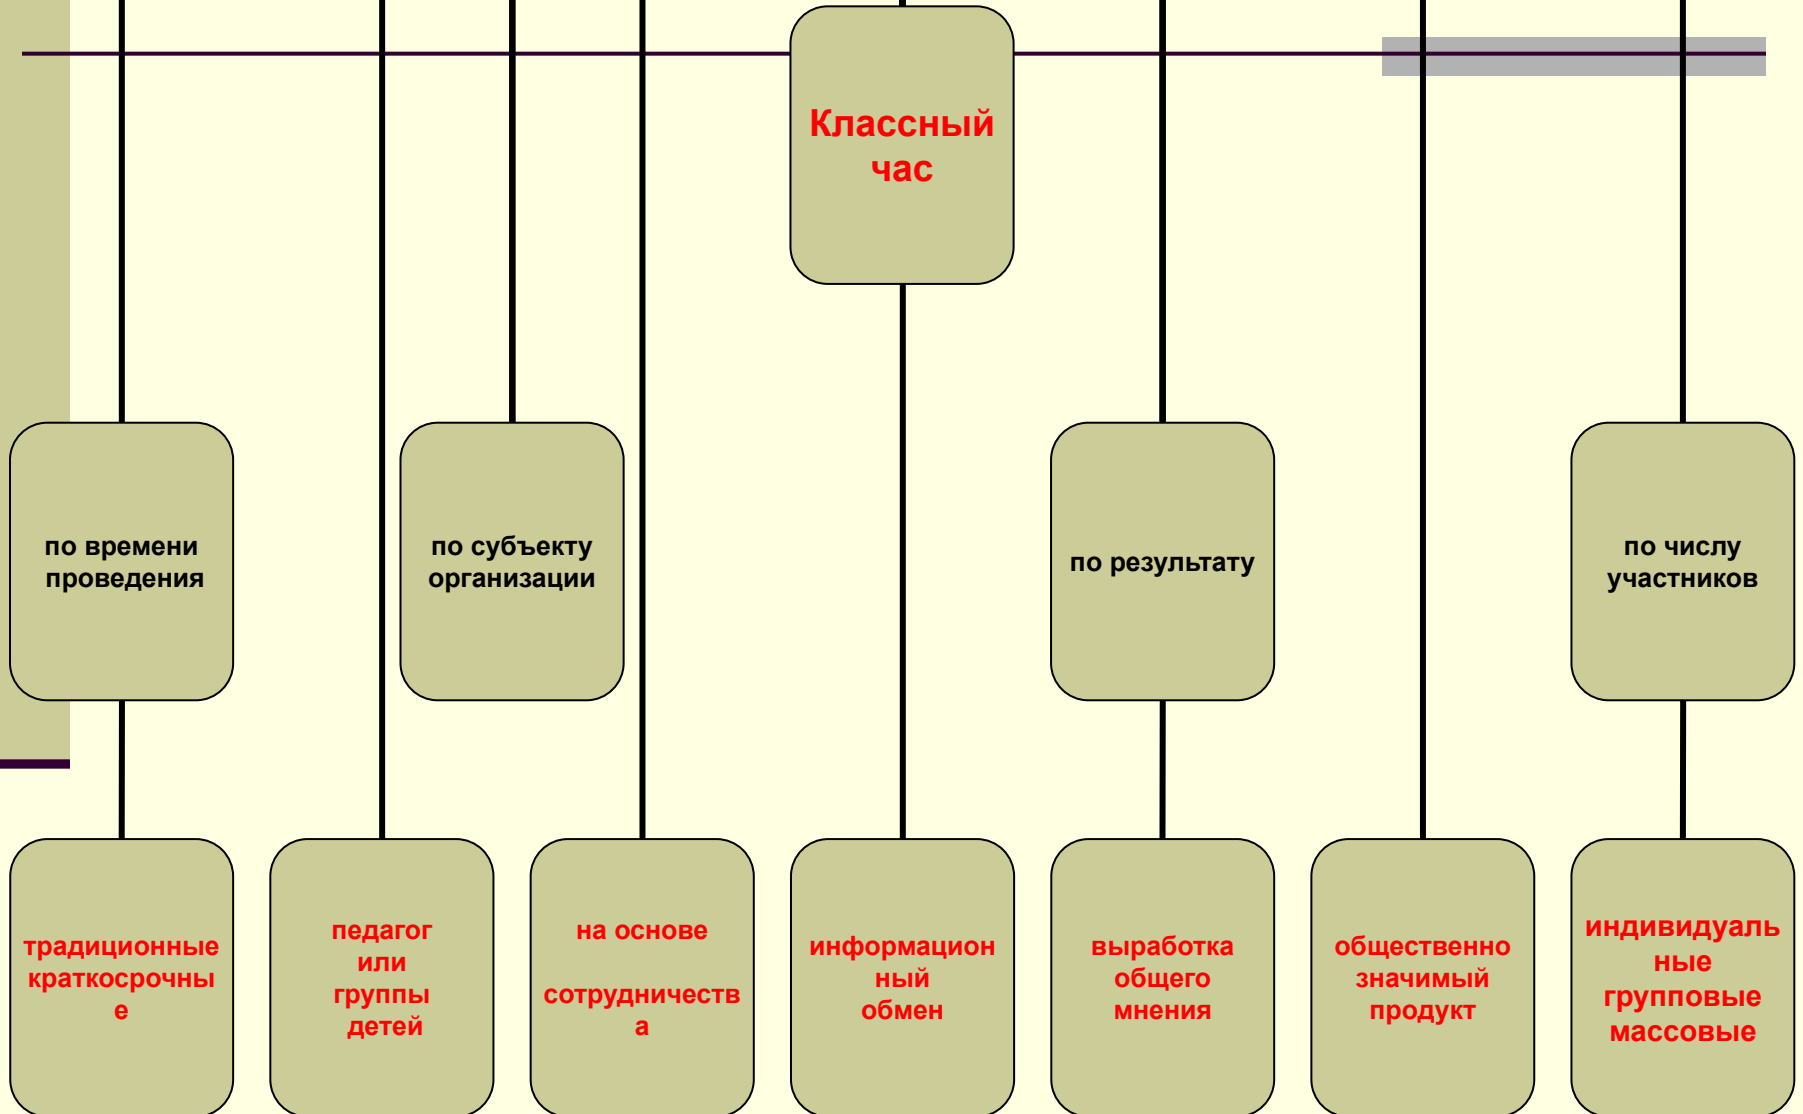 Классный
час
по времени
проведения
по субъекту
организации
по результату
по числу
участников
традиционные
краткосрочны
е
педагог
или
группы
детей
на основе
сотрудничеств
а
информацион
ный
обмен
выработка
общего
мнения
общественно
значимый
продукт
индивидуаль
ные
групповые
массовые